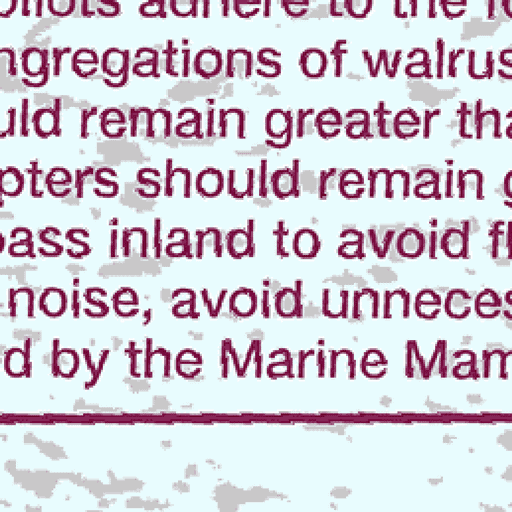 pilots adhere to the fo
ngregations of walrus
uld remain greater tha
pters should remain g
pass inland to avoid fl
noise, avoid unneces
d by the Marine Mam